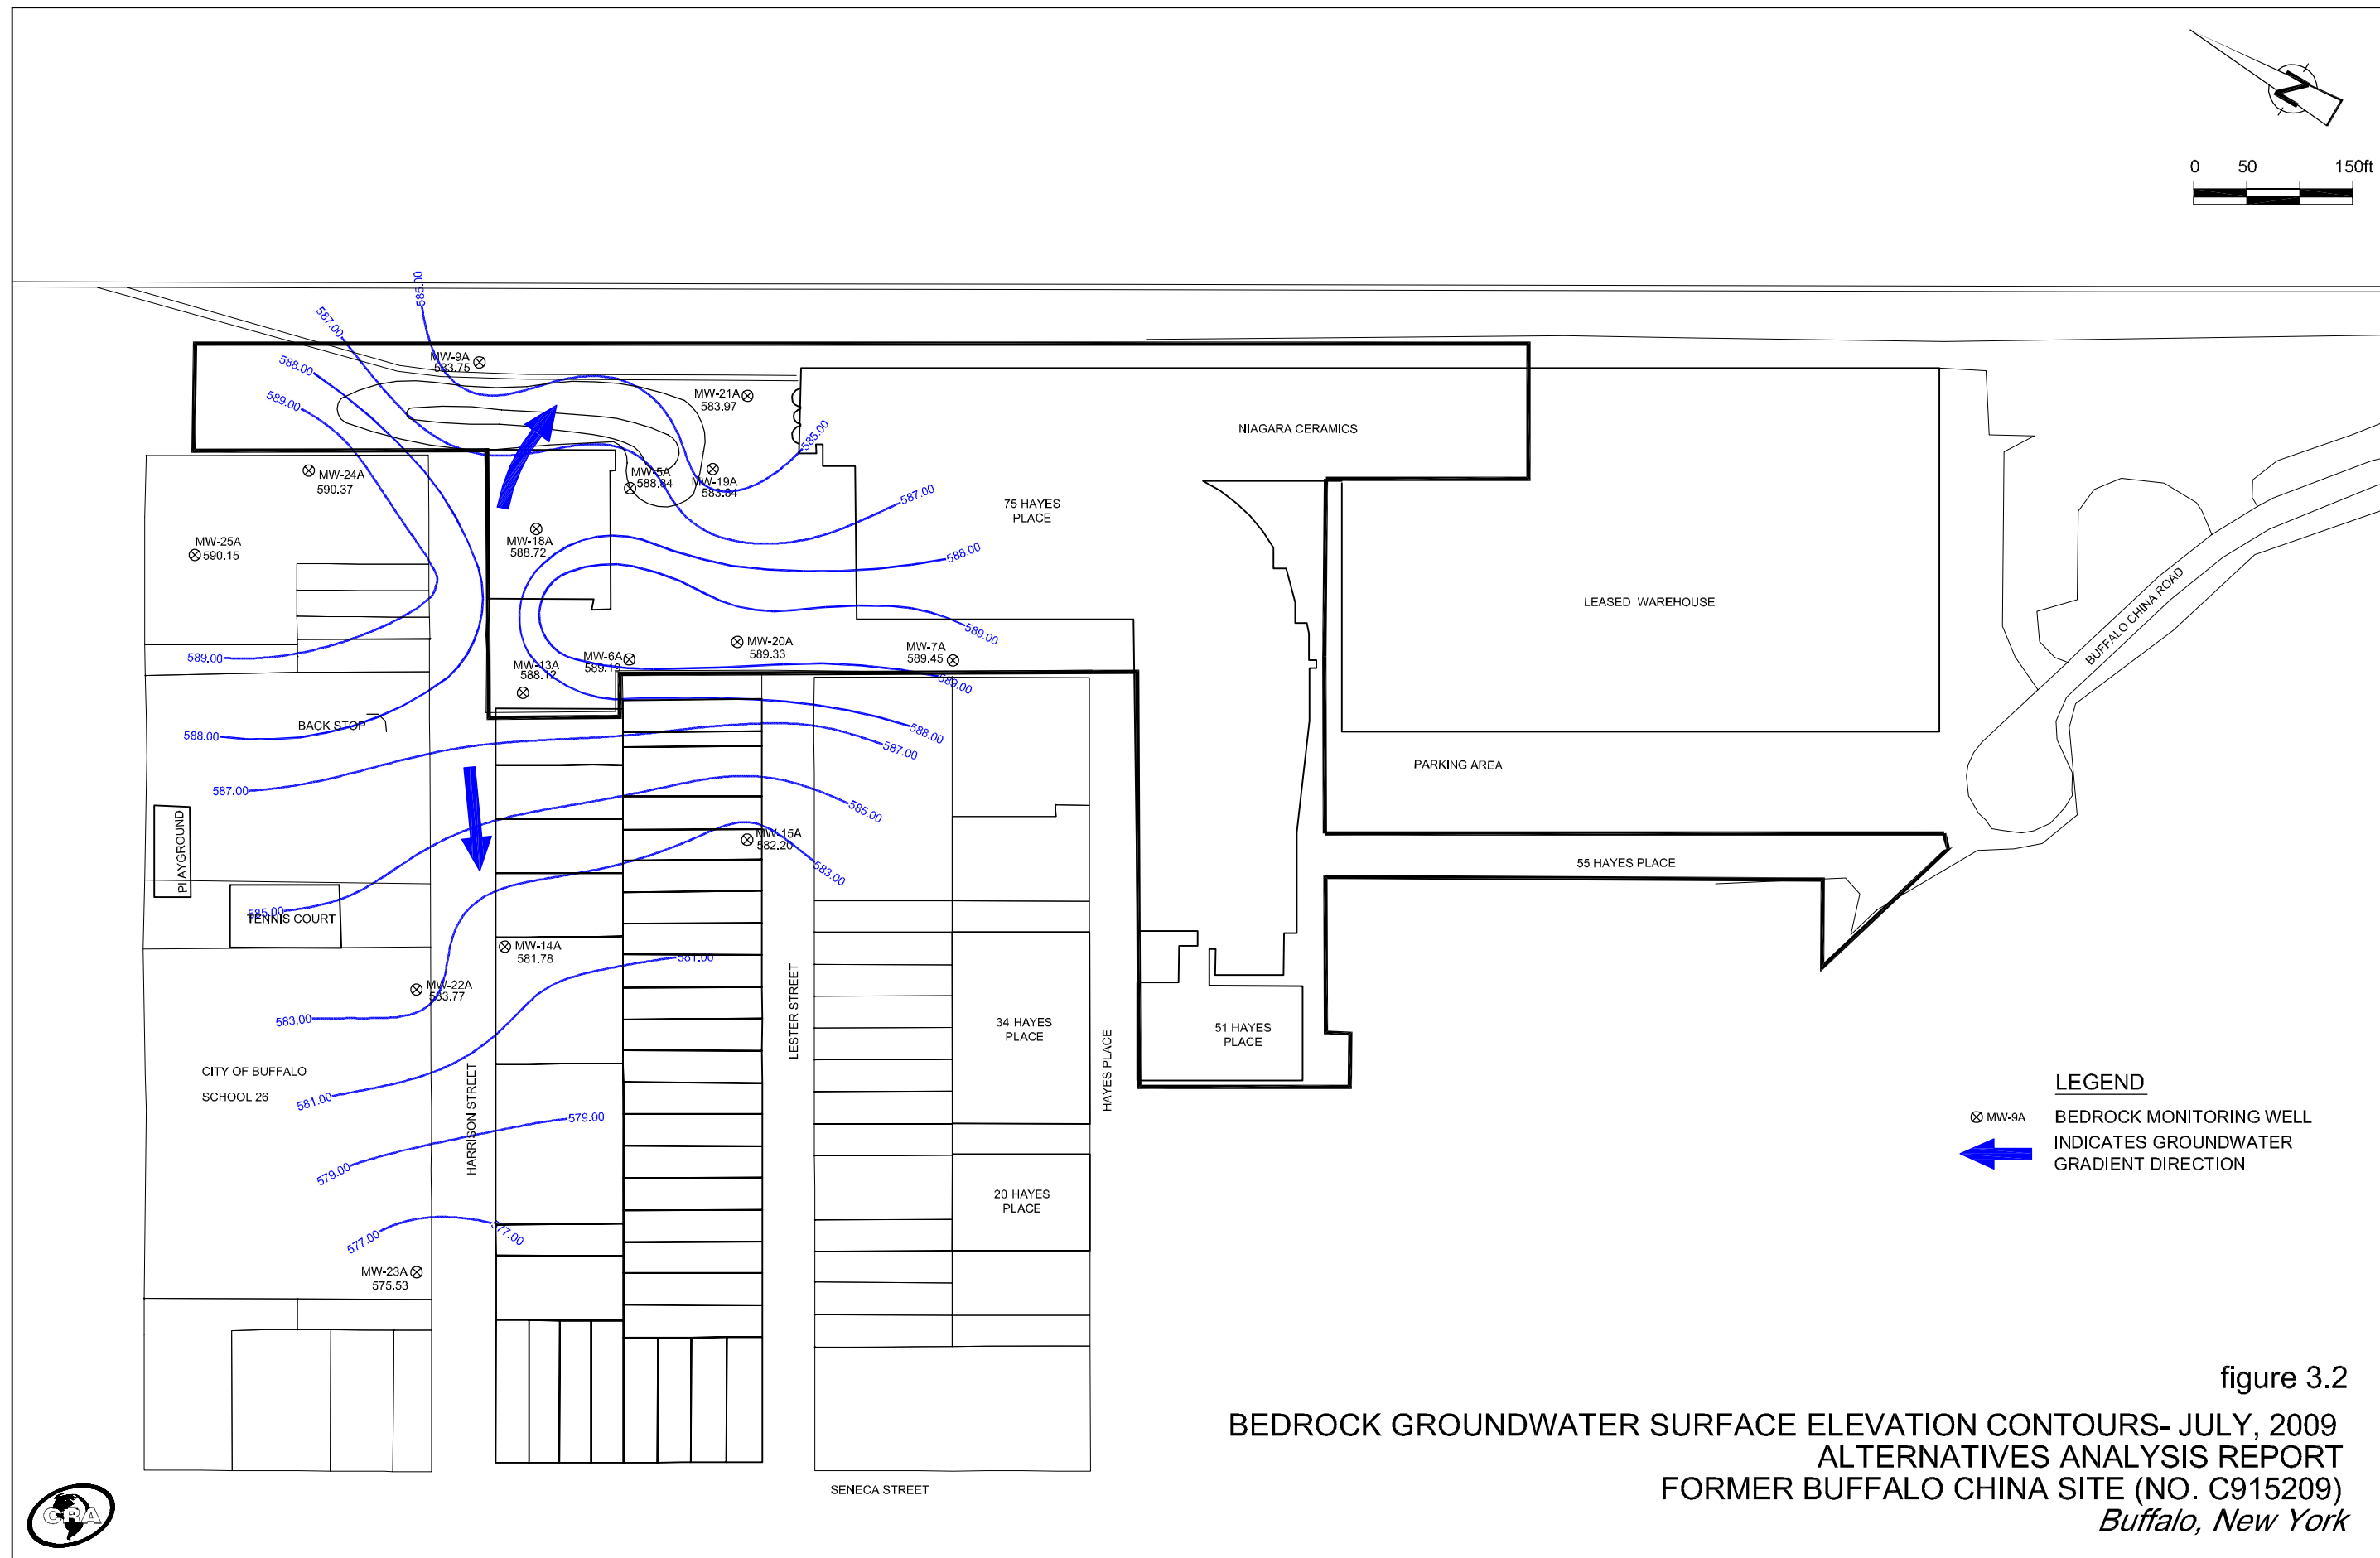 N
0 50 150ft
585.00
587.00
588.00
589.00
MW-9A
583.75
MW-21A
583.97
585.00
NIAGARA CERAMICS
MW-24A
590.37
MW-5A
588.84
MW-19A
583.84
587.00
75 HAYES
PLACE
MW-25A
590.15
MW-18A
588.72
588.00
LEASED WAREHOUSE
BUFFALO CHINA ROAD
589.00
589.00
MW-20A
589.33
MW-7A
589.45
MW-6A
589.19
MW-13A
588.12
589.00
BACK STOP
588.00
588.00
587.00
587.00
PARKING AREA
585.00
PLAYGROUND
MW-15A
582.20
583.00
55 HAYES PLACE
585.00
TENNIS COURT
MW-14A
581.78
581.00
MW-22A
583.77
583.00
LESTER STREET
34 HAYES
PLACE
51 HAYES
PLACE
HAYES PLACE
CITY OF BUFFALO
SCHOOL 26
581.00
HARRISON STREET
579.00
579.00
20 HAYES
PLACE
577.00
577.00
MW-23A
575.53
SENECA STREET
LEGEND
MW-9A BEDROCK MONITORING WELL
INDICATES GROUNDWATER
GRADIENT DIRECTION
figure 3.2
BEDROCK GROUNDWATER SURFACE ELEVATION CONTOURS- JULY, 2009
ALTERNATIVES ANALYSIS REPORT
FORMER BUFFALO CHINA SITE (NO. C915209)
Buffalo, New York
CRA